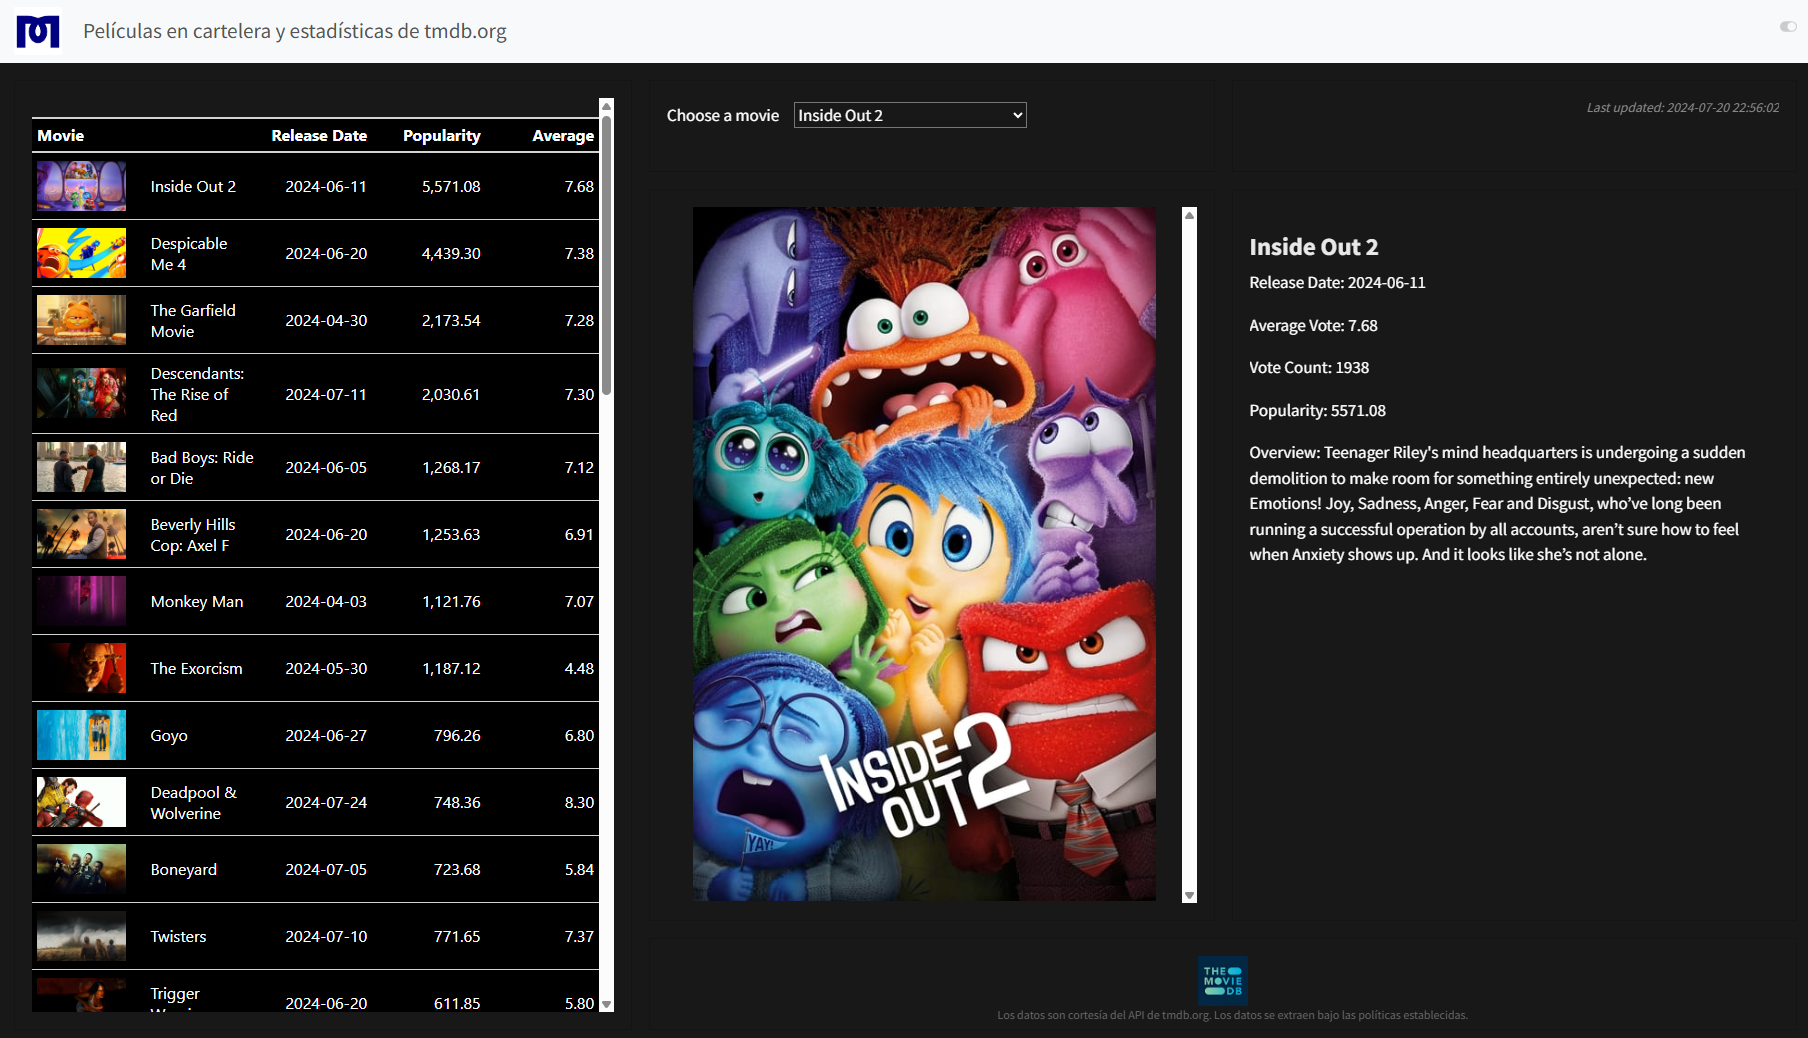 Películas en cartelera y estadísticas de tmdb.org
Movie Release Date Popularity Average
Inside Out 2 2024-06-11 5,571.08 7.68
Despicable
Me 4 2024-06-20 4,439.30 7.38
The Garfield
Movie 2024-04-30 2,173.54 7.28
Descendants:
The Rise of 2024-07-11 2,030.61 7.30
Red
Bad Boys: Ride
or Die 2024-06-05 1,268.17 7.12
Beverly Hills
Cop: Axel F 2024-06-20 1,253.63 6.91
Monkey Man 2024-04-03 1,121.76 7.07
The Exorcism 2024-05-30 1,187.12 4.48
Goyo 2024-06-27 796.26 6.80
Deadpool &
Wolverine 2024-07-24 748.36 8.30
Boneyard 2024-07-05 723.68 5.84
Twisters 2024-07-10 771.65 7.37
Trigger
2024-06-20 611.85 5.80
Choose a movie Inside Out 2
Last updated: 2024-07-20 22:56:02
YAY!
INSIDE
OUT 2
Inside Out 2
Release Date: 2024-06-11
Average Vote: 7.68
Vote Count: 1938
Popularity: 5571.08
Overview: Teenager Riley's mind headquarters is undergoing a sudden
demolition to make room for something entirely unexpected: new
Emotions! Joy, Sadness, Anger, Fear and Disgust, who’ve long been
running a successful operation by all accounts, aren’t sure how to feel
when Anxiety shows up. And it looks like she’s not alone.
THE
MOVIE
DB
Los datos son cortesía del API de tmdb.org. Los datos se extraen bajo las políticas establecidas.